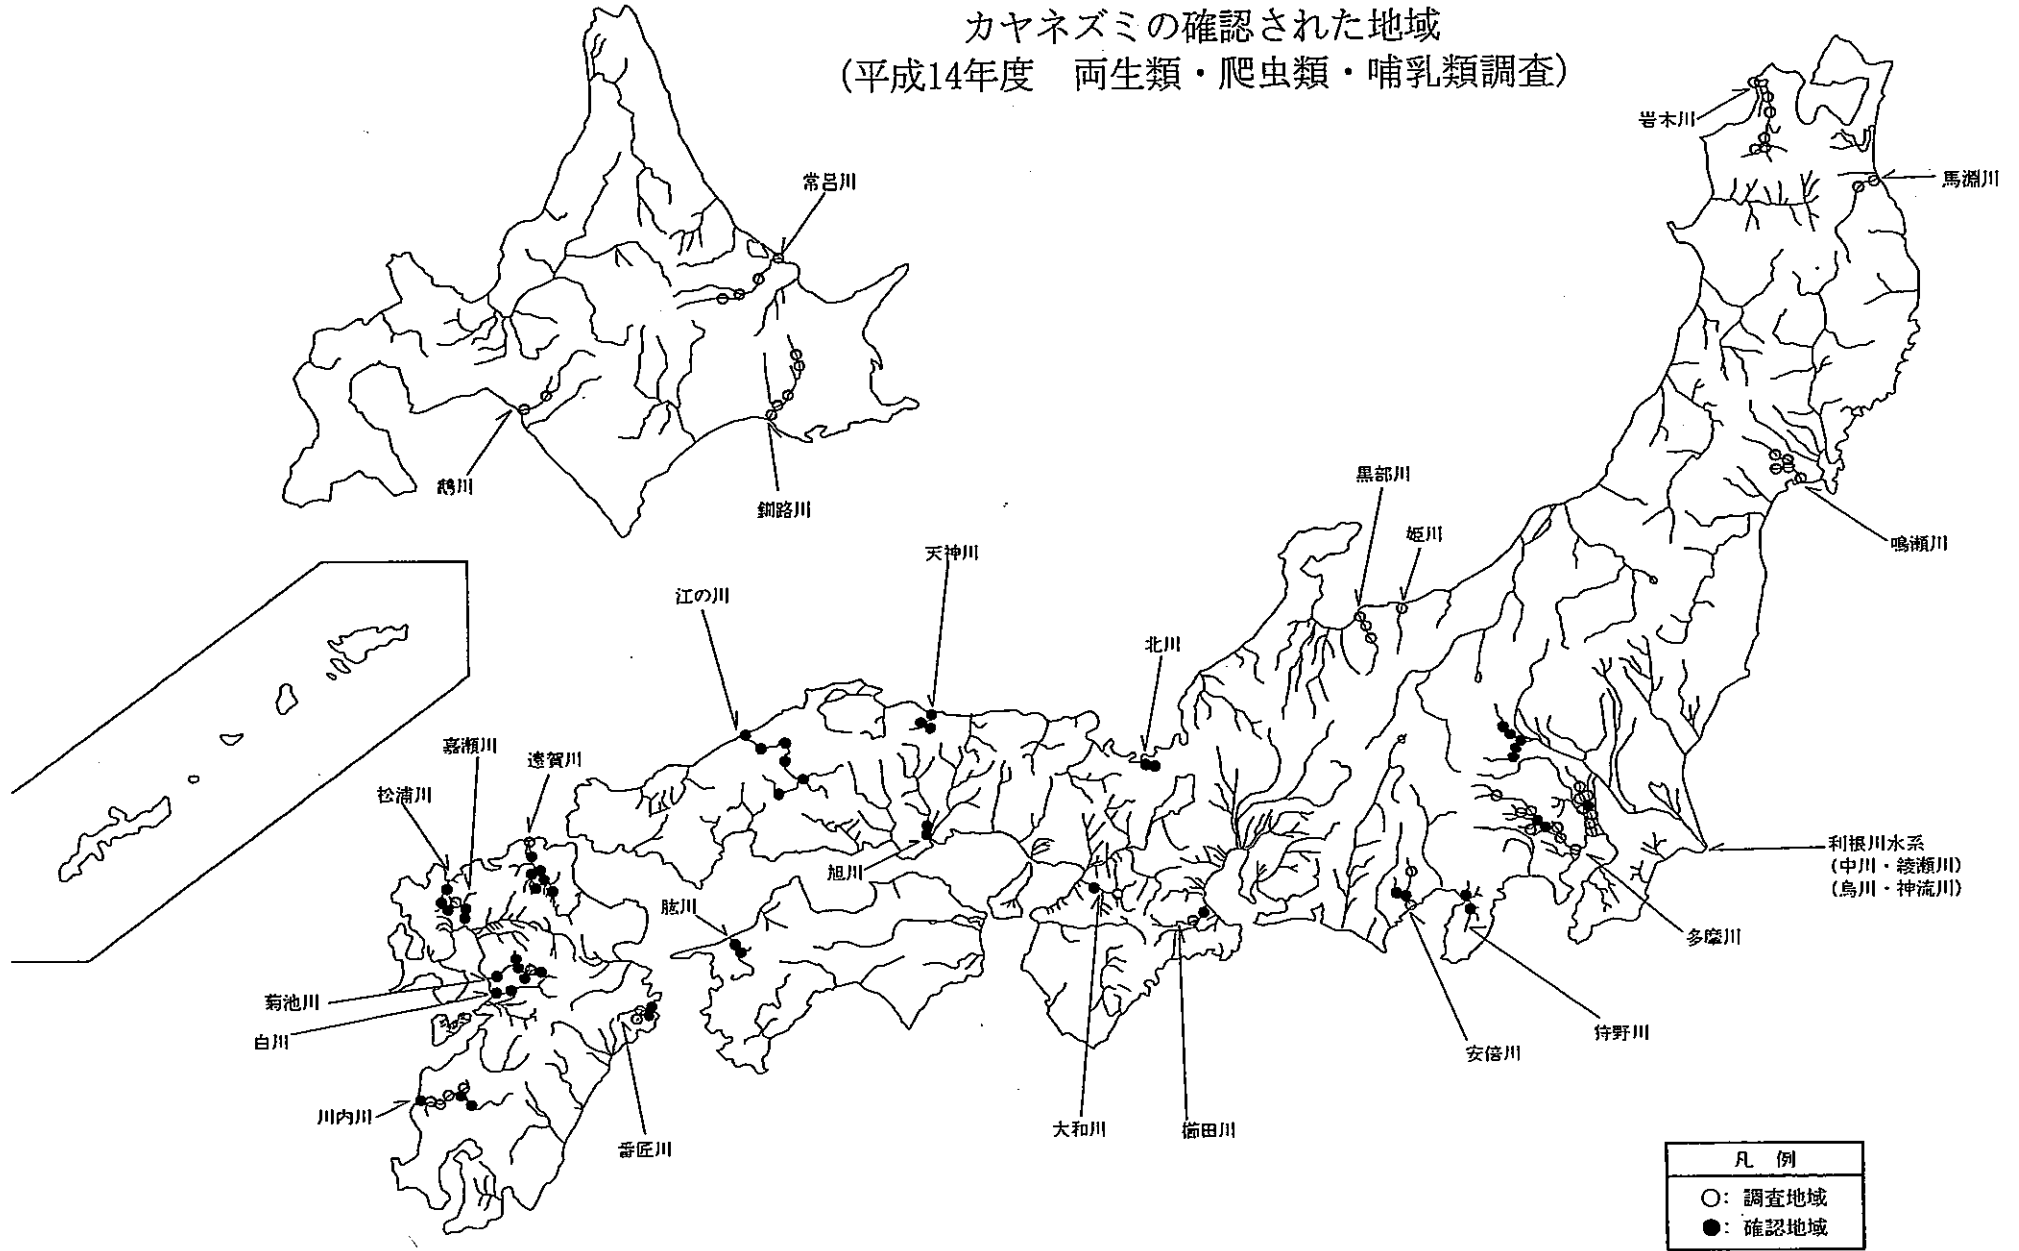 カヤネズミの確認された地域
(平成14年度　両生類・爬虫類・哺乳類調査)
岩木川
馬淵川
常呂川
鵡川
釧路川
黒部川
姫川
鳴瀬川
天神川
江の川
北川
嘉瀬川
遠賀川
松浦川
旭川
肱川
利根川水系
(中川・綾瀬川)
(烏川・神流川)
多摩川
菊池川
白川
狩野川
安倍川
川内川
番匠川
大和川
櫛田川
凡 例
○: 調査地域
●: 確認地域